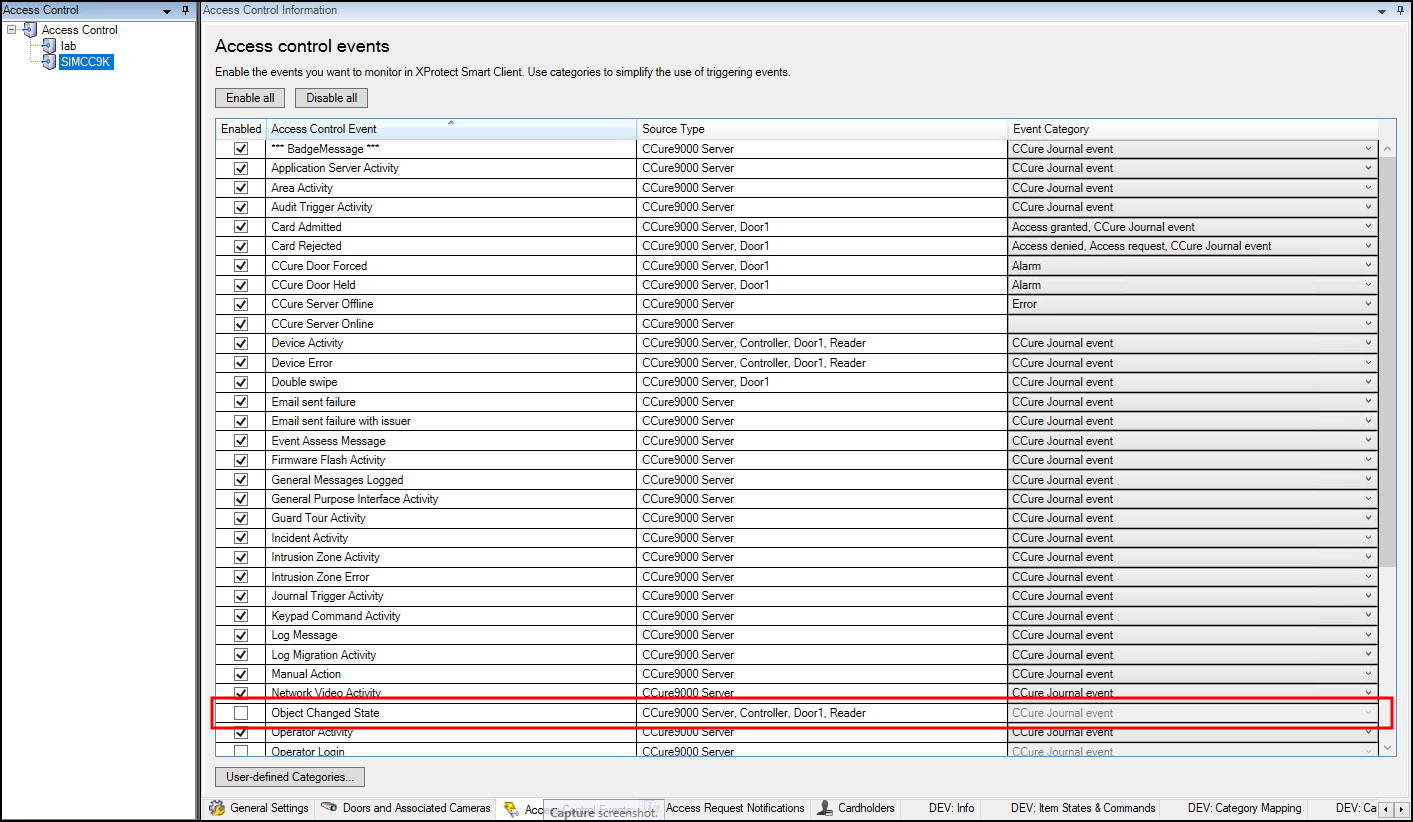 Access Control
Access Control Information
Access Control
lab
SIMCC9K
Access control events
Enable the events you want to monitor in XProtect Smart Client. Use categories to simplify the use of triggering events.
Enable all Disable all
Enabled Access Control Event Source Type Event Category
*** BadgeMessage *** CCure9000 Server CCure Journal event
Application Server Activity CCure9000 Server CCure Journal event
Area Activity CCure9000 Server CCure Journal event
Audit Trigger Activity CCure9000 Server CCure Journal event
Card Admitted CCure9000 Server, Door1 Access granted, CCure Journal event
Card Rejected CCure9000 Server, Door1 Access denied, Access request, CCure Journal event
CCure Door Forced CCure9000 Server, Door1 Alarm
CCure Door Held CCure9000 Server, Door1 Alarm
CCure Server Offline CCure9000 Server Error
CCure Server Online CCure9000 Server
Device Activity CCure9000 Server, Controller, Door1, Reader CCure Journal event
Device Error CCure9000 Server, Controller, Door1, Reader CCure Journal event
Double swipe CCure9000 Server, Door1 CCure Journal event
Email sent failure CCure9000 Server CCure Journal event
Email sent failure with issuer CCure9000 Server CCure Journal event
Event Assess Message CCure9000 Server CCure Journal event
Firmware Flash Activity CCure9000 Server CCure Journal event
General Messages Logged CCure9000 Server CCure Journal event
General Purpose Interface Activity CCure9000 Server CCure Journal event
Guard Tour Activity CCure9000 Server CCure Journal event
Incident Activity CCure9000 Server CCure Journal event
Intrusion Zone Activity CCure9000 Server CCure Journal event
Intrusion Zone Error CCure9000 Server CCure Journal event
Journal Trigger Activity CCure9000 Server CCure Journal event
Keypad Command Activity CCure9000 Server CCure Journal event
Log Message CCure9000 Server CCure Journal event
Log Migration Activity CCure9000 Server CCure Journal event
Manual Action CCure9000 Server CCure Journal event
Network Video Activity CCure9000 Server CCure Journal event
Object Changed State CCure9000 Server, Controller, Door1, Reader CCure Journal event
Operator Activity CCure9000 Server CCure Journal event
Operator Login CCure9000 Server CCure Journal event
User-defined Categories...
General Settings Doors and Associated Cameras Access Control Events Access Request Notifications Cardholders DEV: Info DEV: Item States & Commands DEV: Category Mapping DEV: Ca
Capture screenshot.